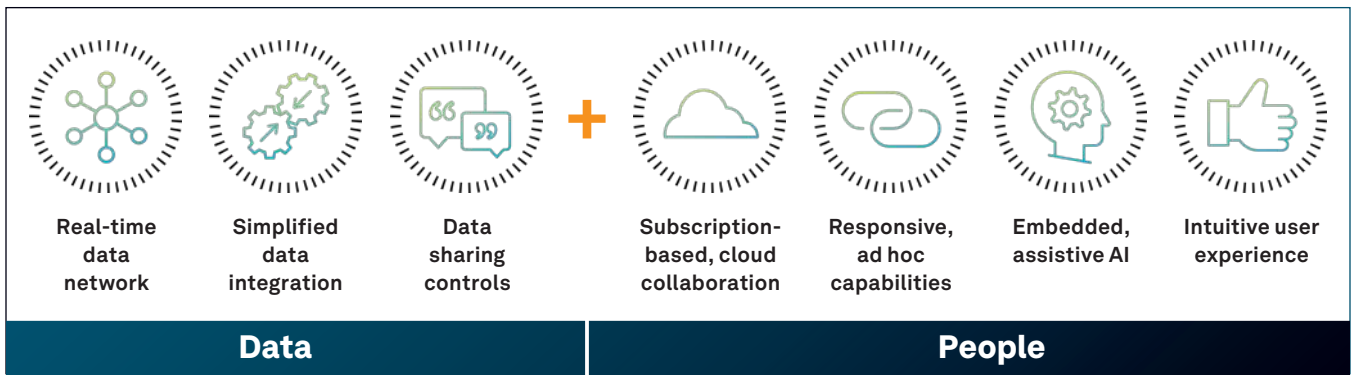 Real-time
data
network
Simplified
data
integration
Data
sharing
controls
Subscription-
based, cloud
collaboration
Responsive,
ad hoc
capabilities
Embedded,
assistive AI
Intuitive user
experience
Data
People